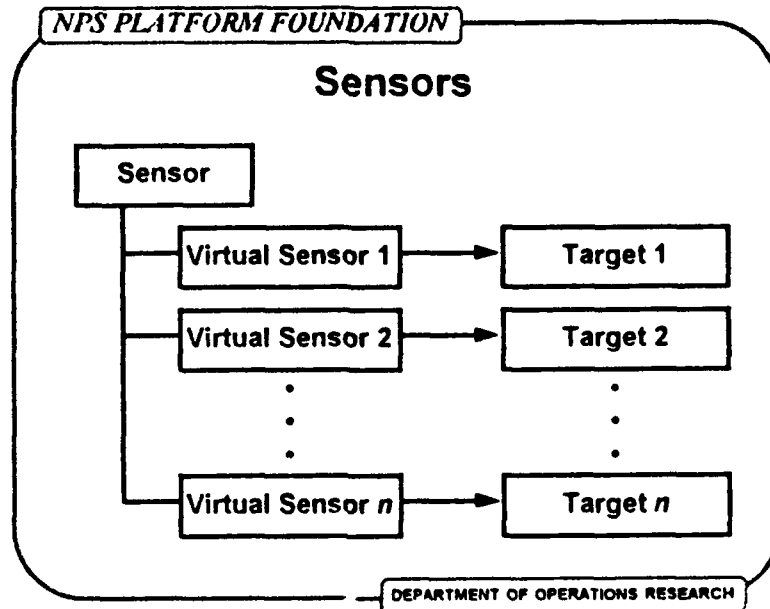 NPS PLATFORM FOUNDATION
Sensors
Sensor
Virtual Sensor 1
Target 1
Virtual Sensor 2
Target 2
Virtual Sensor n
Target n
DEPARTMENT OF OPERATIONS RESEARCH